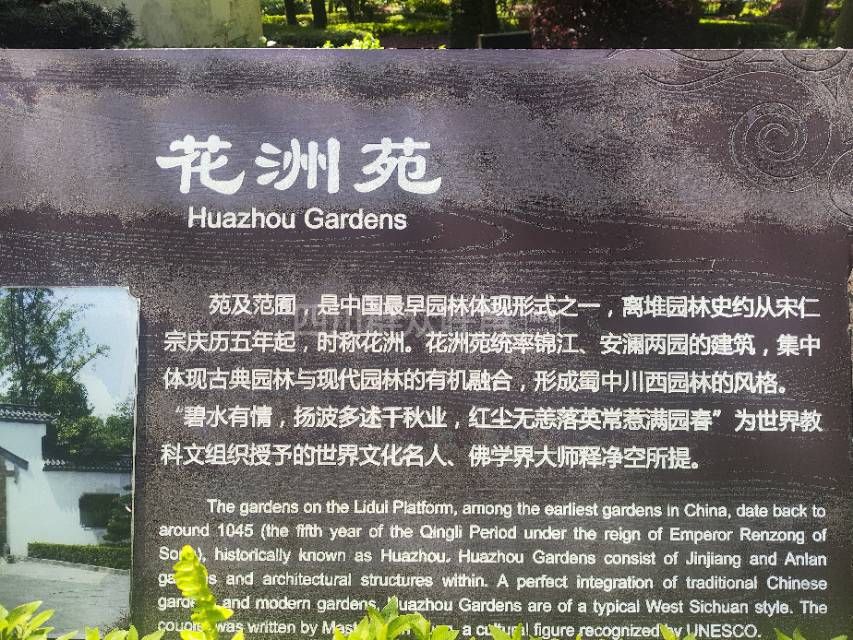 花洲苑
Huazhou Gardens
苑及范囿，是中国最早园林体现形式之一，离堆园林史约从宋仁
宗庆历五年起，时称花洲。花洲苑统率锦江、安澜两园的建筑，集中
体现古典园林与现代园林的有机融合，形成蜀中川西园林的风格。
“碧水有情，扬波多述千秋业，红尘无恙落英常惹满园春”为世界教
科文组织授予的世界文化名人、佛学界大师释净空所提。
The gardens on the Lidui Platform, among the earliest gardens in China, date back to
around 1045 (the fifth year of the Qingli Period under the reign of Emperor Renzong of
historically known as Huazhou. Huazhou Gardens consist of Jinjiang and Anlan
and architectural structures within. A perfect integration of traditional Chinese
and modern gardens, Huazhou Gardens are of a typical West Sichuan style. The
was written by a cultural figure recognized by UNESCO.